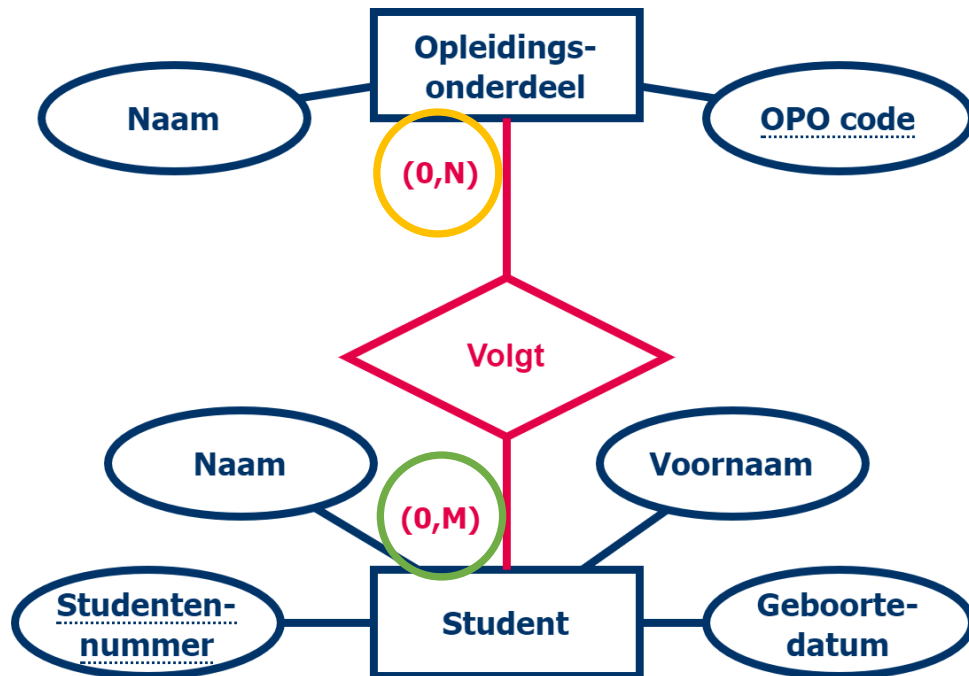 Opleidings-
onderdeel
Naam
OPO code
(0,N)
Volgt
Naam
Voornaam
(0,M)
Studenten-
nummer
Student
Geboorte-
datum